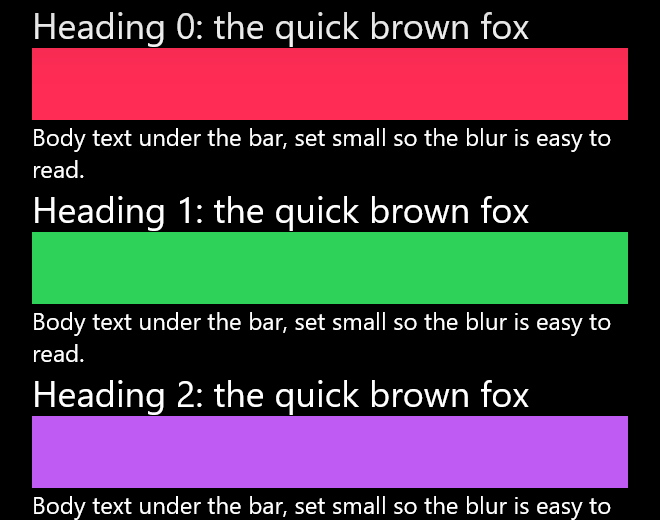 Heading 0: the quick brown fox
Body text under the bar, set small so the blur is easy to
read.
Heading 1: the quick brown fox
Body text under the bar, set small so the blur is easy to
read.
Heading 2: the quick brown fox
Body text under the bar, set small so the blur is easy to